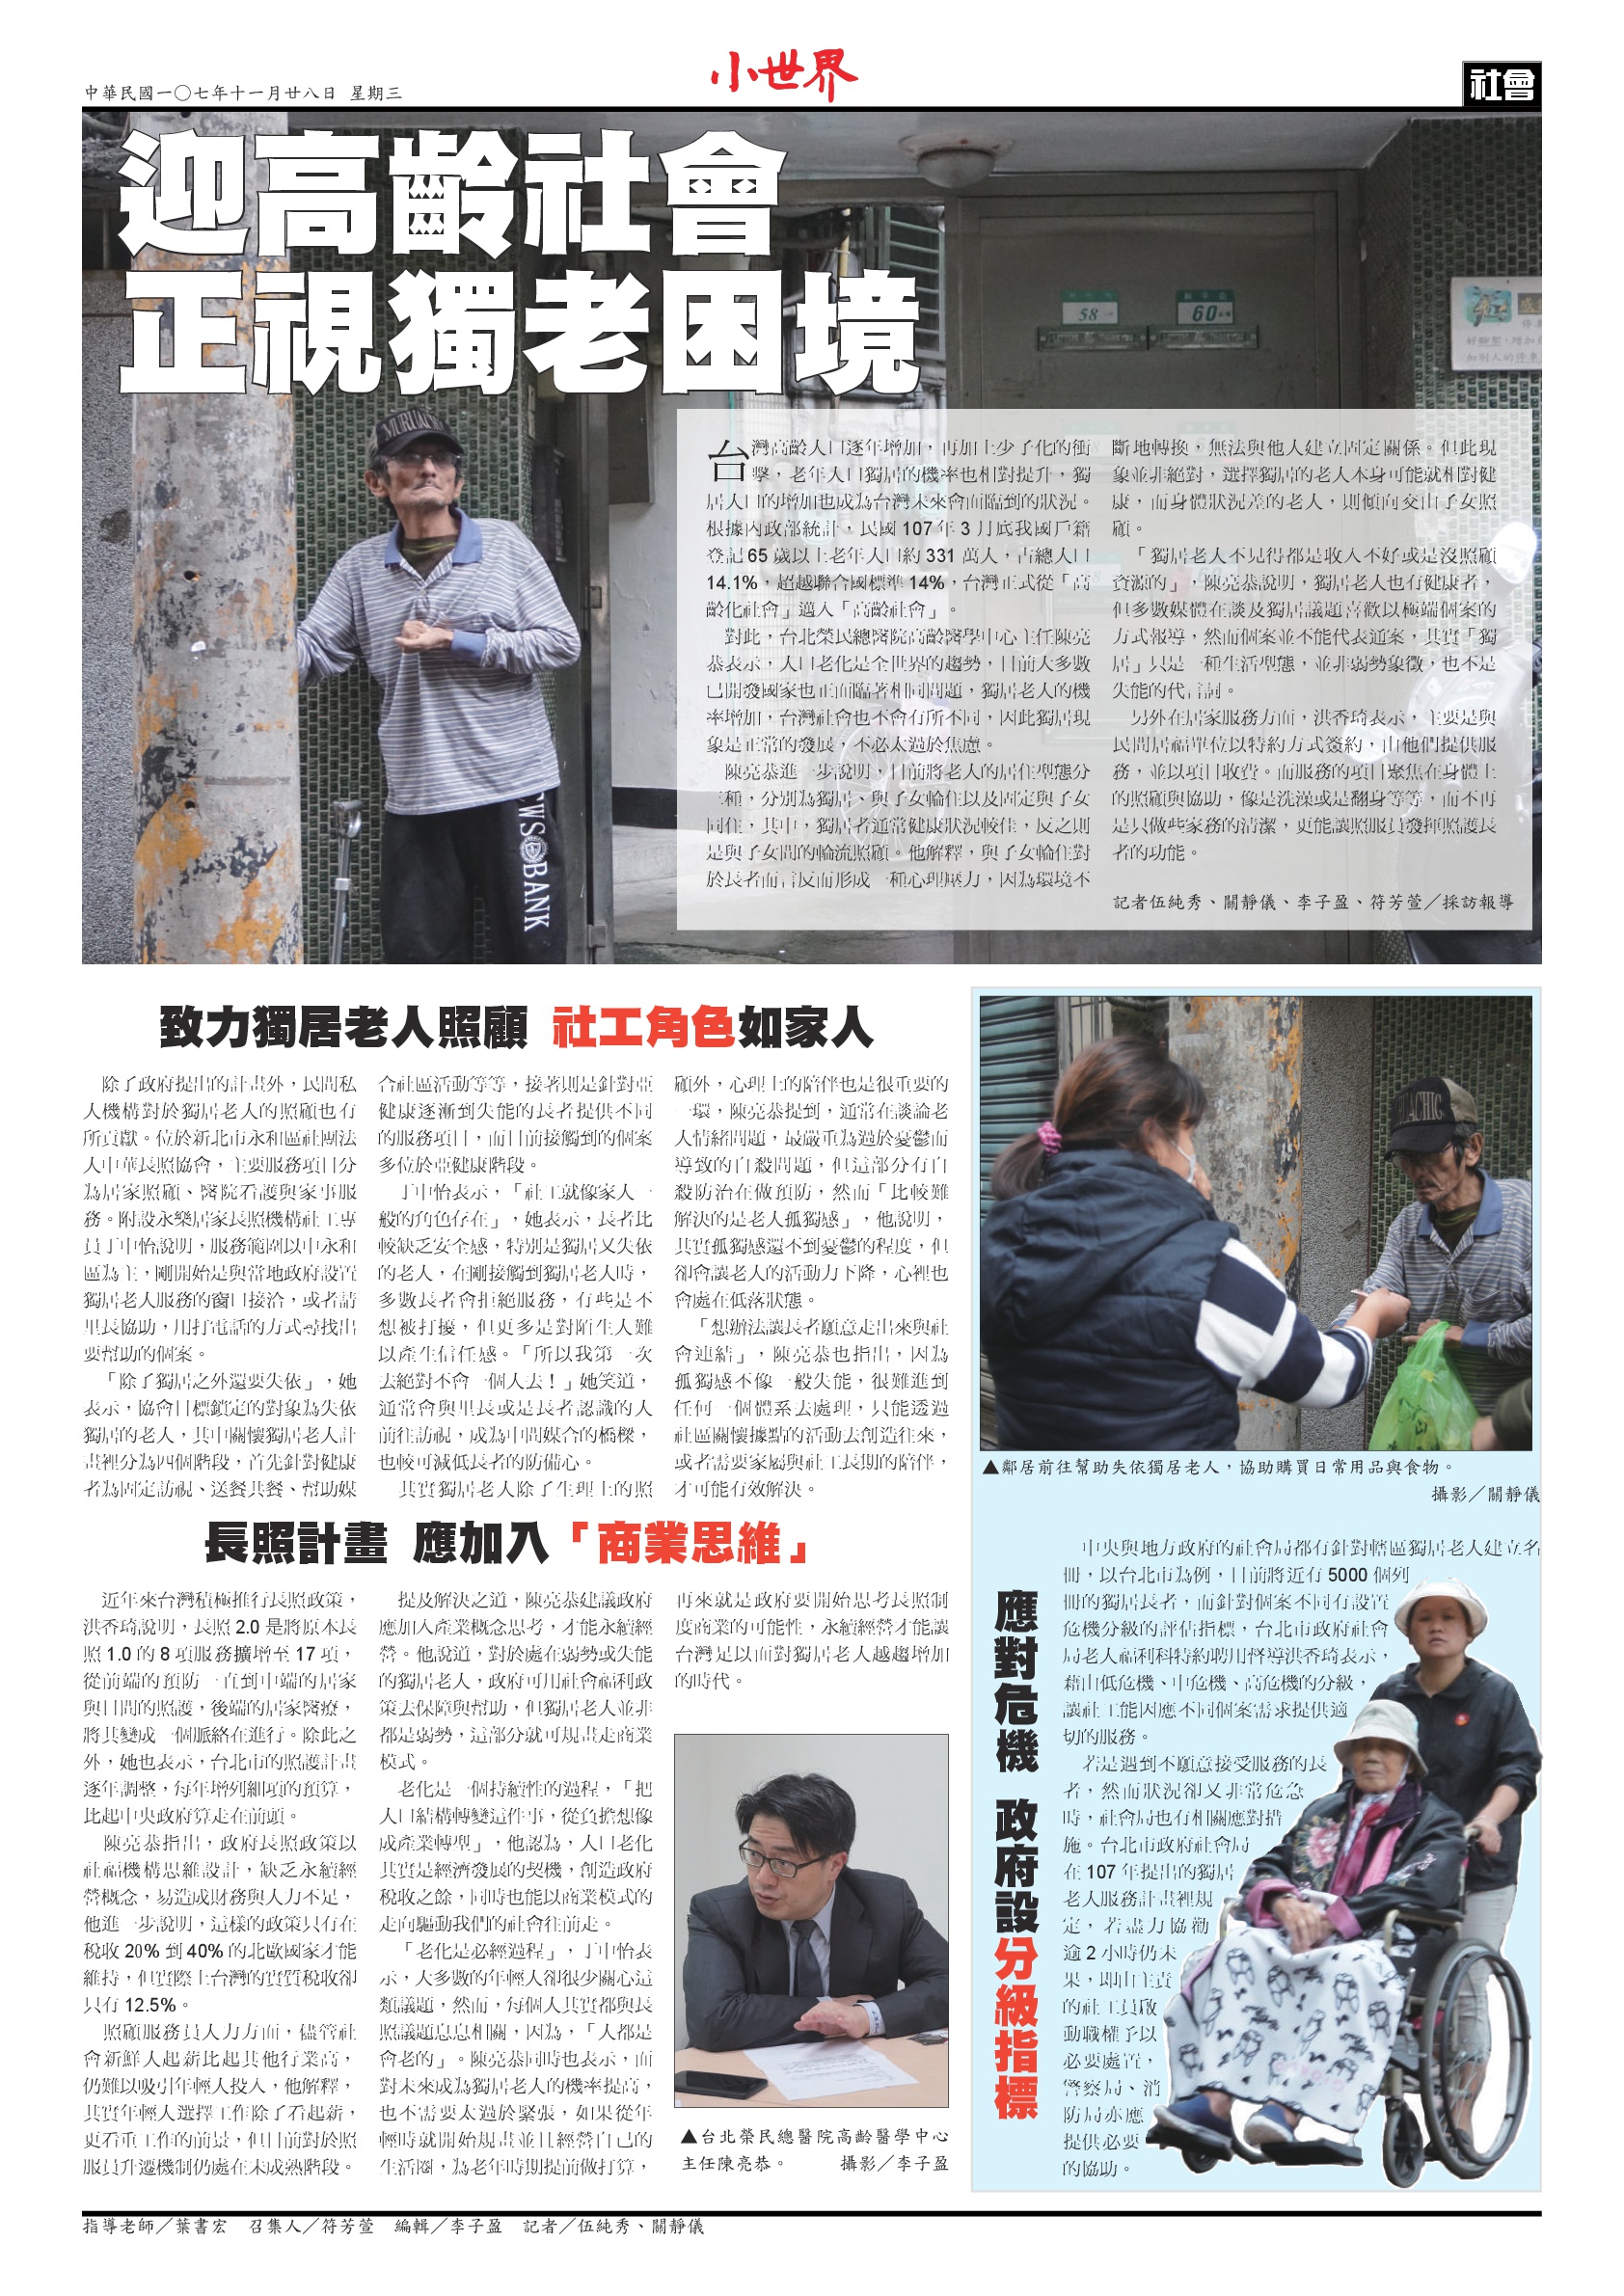 中華民國一〇七年十一月廿八日 星期三
小世界
社會
迎高齡社會
正視獨老困境
58
60
MURIACHIC
NEWSBANK
台灣高齡人口逐年增加，再加上少子化的衝
擊，老年人口獨居的機率也相對提升，獨
居人口的增加也成為台灣未來會面臨到的狀況。
根據內政部統計，民國 107 年 3 月底我國戶籍
登記 65 歲以上老年人口約 331 萬人，占總人口
14.1%，超越聯合國標準 14%，台灣正式從「高
齡化社會」邁入「高齡社會」。
對此，台北榮民總醫院高齡醫學中心主任陳亮
恭表示，人口老化是全世界的趨勢，目前大多數
已開發國家也正面臨著相同問題，獨居老人的機
率增加，台灣社會也不會有所不同，因此獨居現
象是正常的發展，不必太過於焦慮。
陳亮恭進一步說明，目前將老人的居住型態分
三種，分別為獨居、與子女輪住以及固定與子女
同住，其中，獨居者通常健康狀況較佳，反之則
是與子女間的輪流照顧。他解釋，與子女輪住對
於長者而言反而形成一種心理壓力，因為環境不
斷地轉換，無法與他人建立固定關係。但此現
象並非絕對，選擇獨居的老人本身可能就相對健
康，而身體狀況差的老人，則傾向交由子女照
顧。
「獨居老人不見得都是收入不好或是沒照顧
資源的」，陳亮恭說明，獨居老人也有健康者，
但多數媒體在談及獨居議題喜歡以極端個案的
方式報導，然而個案並不能代表通案，其實「獨
居」只是一種生活型態，並非弱勢象徵，也不是
失能的代言詞。
另外在居家服務方面，洪香琦表示，主要是與
民間居福單位以特約方式簽約，由他們提供服
務，並以項目收費。而服務的項目聚焦在身體上
的照顧與協助，像是洗澡或是翻身等等，而不再
是只做些家務的清潔，更能讓照服員發揮照護長
者的功能。
記者伍純秀、關靜儀、李子盈、符芳萱／採訪報導
致力獨居老人照顧 社工角色如家人
除了政府提出的計畫外，民間私
人機構對於獨居老人的照顧也有
所貢獻。位於新北市永和區社團法
人中華長照協會，主要服務項目分
為居家照顧、醫院看護與家事服
務。附設永樂居家長照機構社工專
員丁中怡說明，服務範圍以中永和
區為主，剛開始是與當地政府設置
獨居老人服務的窗口接洽，或者請
里長協助，用打電話的方式尋找出
要幫助的個案。
「除了獨居之外還要失依」，她
表示，協會目標鎖定的對象為失依
獨居的老人，其中關懷獨居老人計
畫裡分為四個階段，首先針對健康
者為固定訪視、送餐共餐、幫助媒
合社區活動等等，接著則是針對亞
健康逐漸到失能的長者提供不同
的服務項目，而目前接觸到的個案
多位於亞健康階段。
丁中怡表示，「社工就像家人一
般的角色存在」，她表示，長者比
較缺乏安全感，特別是獨居又失依
的老人，在剛接觸到獨居老人時，
多數長者會拒絕服務，有些是不
想被打擾，但更多是對陌生人難
以產生信任感。「所以我第一次
去絕對不會一個人去！」她笑道，
通常會與里長或是長者認識的人
前往訪視，成為中間媒合的橋樑，
也較可減低長者的防備心。
其實獨居老人除了生理上的照
顧外，心理上的陪伴也是很重要的
一環，陳亮恭提到，通常在談論老
人情緒問題，最嚴重為過於憂鬱而
導致的自殺問題，但這部分有自
殺防治在做預防，然而「比較難
解決的是老人孤獨感」，他說明，
其實孤獨感還不到憂鬱的程度，但
卻會讓老人的活動力下降，心裡也
會處在低落狀態。
「想辦法讓長者願意走出來與社
會連結」，陳亮恭也指出，因為
孤獨感不像一般失能，很難進到
任何一個體系去處理，只能透過
社區關懷據點的活動去創造往來，
或者需要家屬與社工長期的陪伴，
才可能有效解決。
▲鄰居前往幫助失依獨居老人，協助購買日常用品與食物。
攝影／關靜儀
長照計畫 應加入「商業思維」
近年來台灣積極推行長照政策，
洪香琦說明，長照 2.0 是將原本長
照 1.0 的 8 項服務擴增至 17 項，
從前端的預防一直到中端的居家
與日間的照護，後端的居家醫療，
將其變成一個脈絡在進行。除此之
外，她也表示，台北市的照護計畫
逐年調整，每年增列細項的預算，
比起中央政府算走在前頭。
陳亮恭指出，政府長照政策以
社福機構思維設計，缺乏永續經
營概念，易造成財務與人力不足，
他進一步說明，這樣的政策只有在
稅收 20% 到 40% 的北歐國家才能
維持，但實際上台灣的實質稅收卻
只有 12.5%。
照顧服務員人力方面，儘管社
會新鮮人起薪比起其他行業高，
仍難以吸引年輕人投入，他解釋，
其實年輕人選擇工作除了看起薪，
更看重工作的前景，但目前對於照
服員升遷機制仍處在未成熟階段。
提及解決之道，陳亮恭建議政府
應加入產業概念思考，才能永續經
營。他說道，對於處在弱勢或失能
的獨居老人，政府可用社會福利政
策去保障與幫助，但獨居老人並非
都是弱勢，這部分就可規畫走商業
模式。
老化是一個持續性的過程，「把
人口結構轉變這件事，從負擔想像
成產業轉型」，他認為，人口老化
其實是經濟發展的契機，創造政府
稅收之餘，同時也能以商業模式的
走向驅動我們的社會往前走。
「老化是必經過程」，丁中怡表
示，大多數的年輕人卻很少關心這
類議題，然而，每個人其實都與長
照議題息息相關，因為，「人都是
會老的」。陳亮恭同時也表示，面
對未來成為獨居老人的機率提高，
也不需要太過於緊張，如果從年
輕時就開始規畫並且經營自己的
生活圈，為老年時期提前做打算，
再來就是政府要開始思考長照制
度商業的可能性，永續經營才能讓
台灣足以面對獨居老人越趨增加
的時代。
▲台北榮民總醫院高齡醫學中心
主任陳亮恭。 攝影／李子盈
應對危機 政府設分級指標
中央與地方政府的社會局都有針對轄區獨居老人建立名
冊，以台北市為例，目前將近有 5000 個列
冊的獨居長者，而針對個案不同有設置
危機分級的評估指標，台北市政府社會
局老人福利科特約聘用督導洪香琦表示，
藉由低危機、中危機、高危機的分級，
讓社工能因應不同個案需求提供適
切的服務。
若是遇到不願意接受服務的長
者，然而狀況卻又非常危急
時，社會局也有相關應對措
施。台北市政府社會局
在 107 年提出的獨居
老人服務計畫裡規
定，若盡力協勸
逾 2 小時仍未
果，即由主責
的社工員啟
動職權予以
必要處置，
警察局、消
防局亦應
提供必要
的協助。
指導老師／葉書宏 召集人／符芳萱 編輯／李子盈 記者／伍純秀、關靜儀